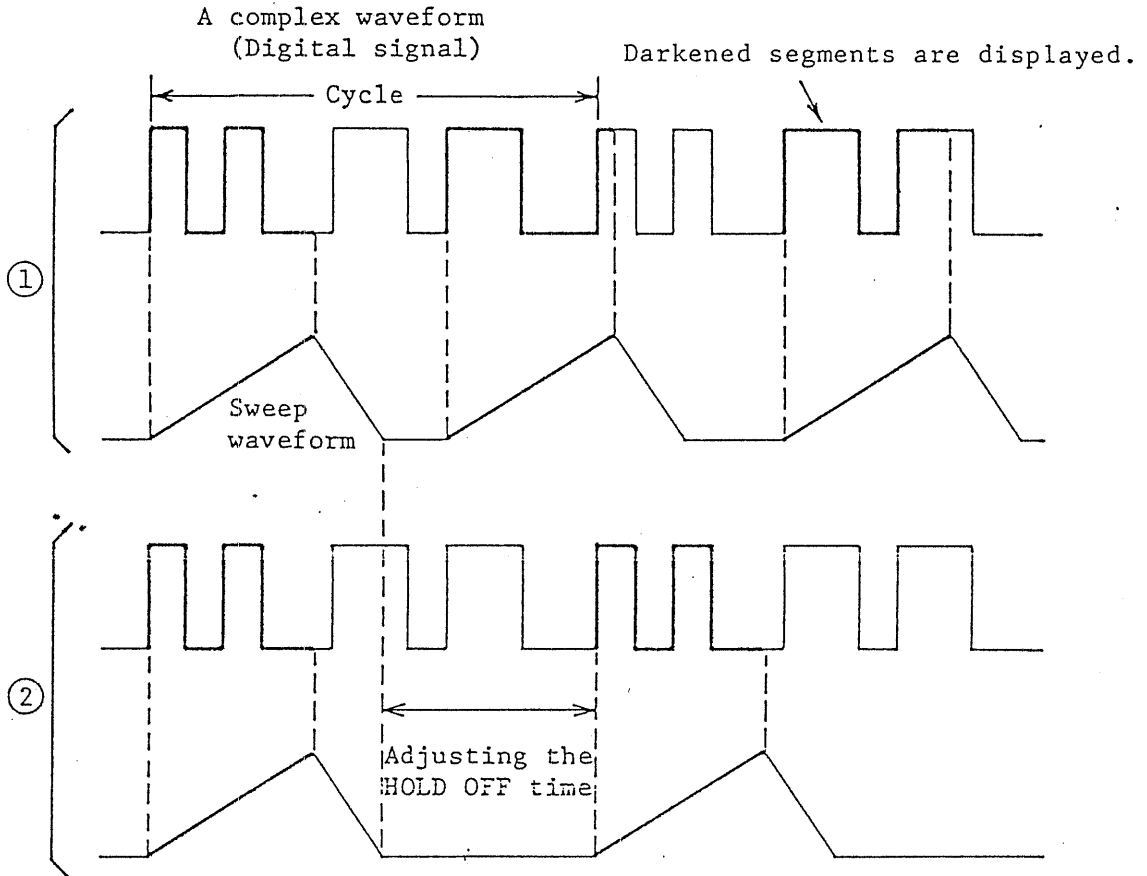 A complex waveform
(Digital signal)
Darkened segments are displayed.
Cycle
①
Sweep
waveform
②
Adjusting the
HOLD OFF time